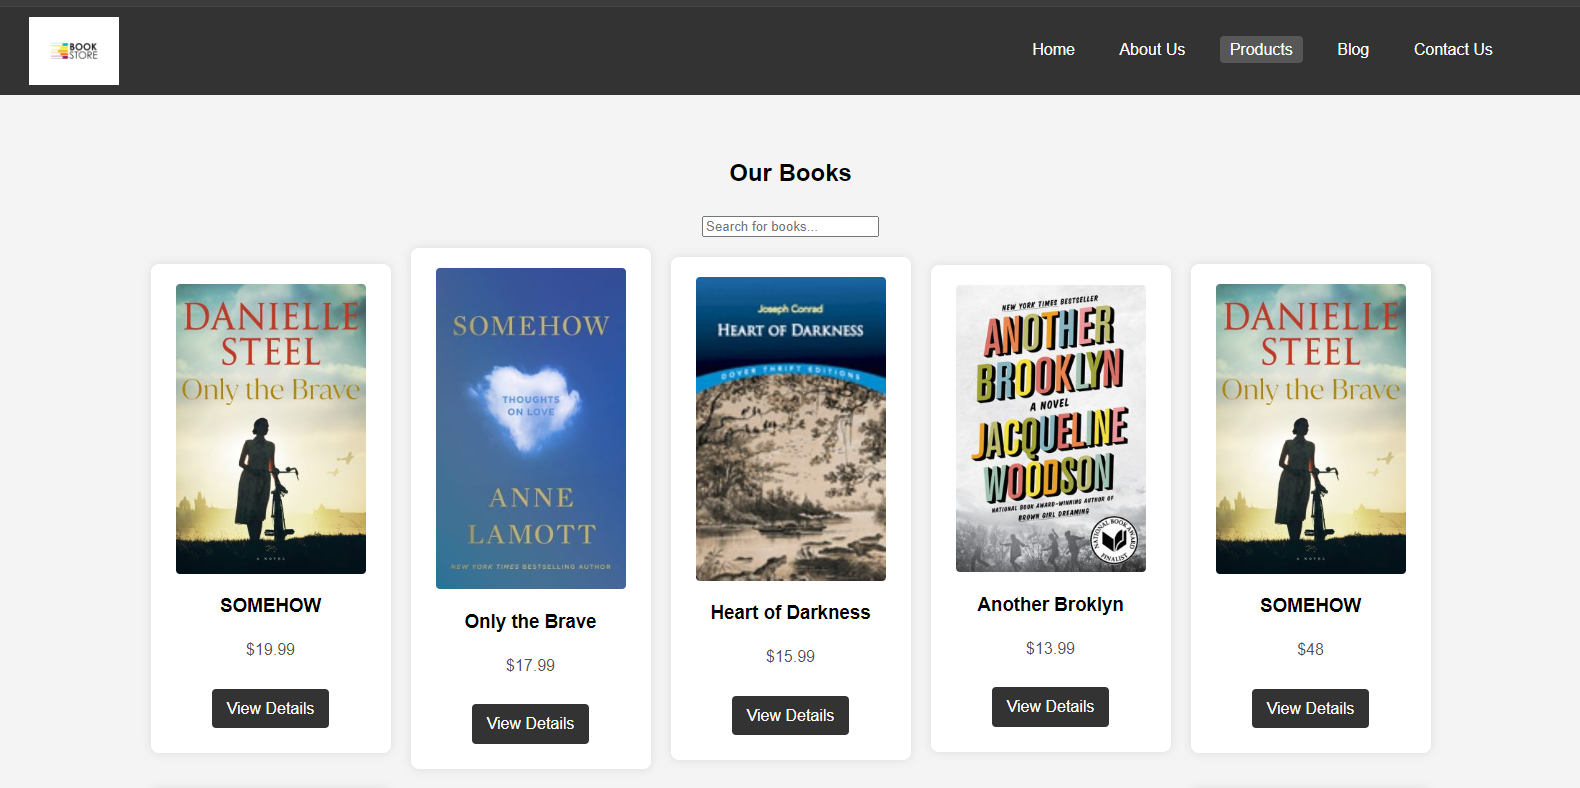 BOOK
STORE
Home
About Us
Products
Blog
Contact Us
Our Books
Search for books...
DANIELLE
STEEL
Only the Brave
A NOVEL
SOMEHOW
$19.99
View Details
SOMEHOW
THOUGHTS
ON LOVE
ANNE
LAMOTT
NEW YORK TIMES BESTSELLING AUTHOR
Only the Brave
$17.99
View Details
Joseph Conrad
HEART OF DARKNESS
DOVER THRIFT EDITIONS
Heart of Darkness
$15.99
View Details
NEW YORK TIMES BESTSELLER
ANOTHER
BROOKLYN
A NOVEL
JACQUELINE
WOODSON
NATIONAL BOOK AWARD-WINNING AUTHOR OF
BROWN GIRL DREAMING
NATIONAL BOOK AWARD
FINALIST
Another Broklyn
$13.99
View Details
DANIELLE
STEEL
Only the Brave
A NOVEL
SOMEHOW
$48
View Details